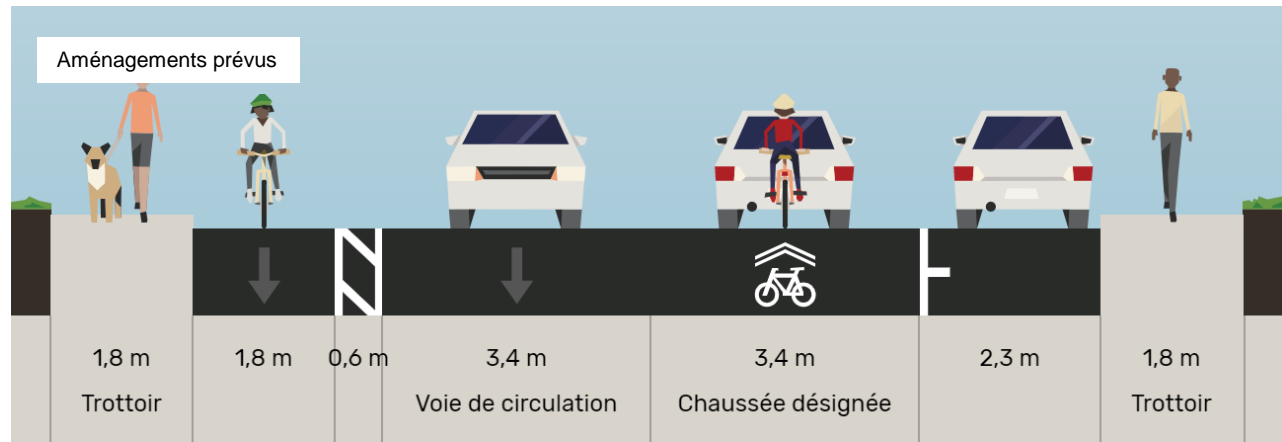 Aménagements prévus
1,8 m 1,8 m 0,6 m 3,4 m 3,4 m 2,3 m 1,8 m
Trottoir Voie de circulation Chaussée désignée Trottoir